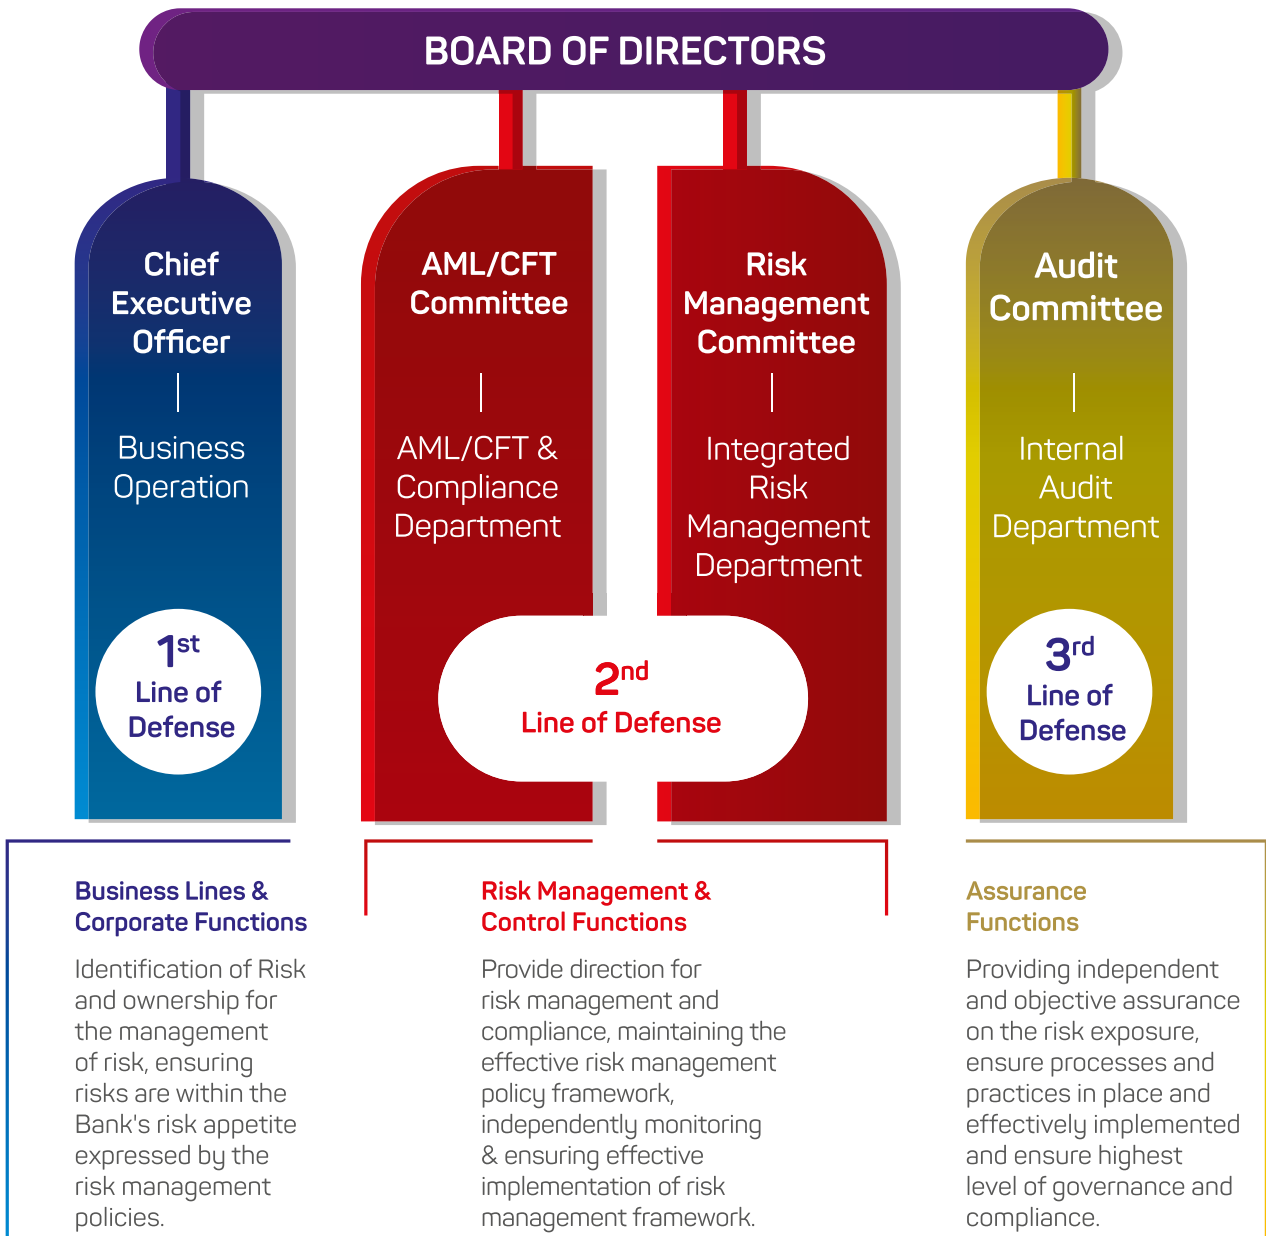 BOARD OF DIRECTORS
Chief
Executive
Officer
Business
Operation
1st
Line of
Defense
AML/CFT
Committee
AML/CFT &
Compliance
Department
Risk
Management
Committee
Integrated
Risk
Management
Department
2nd
Line of Defense
Audit
Committee
Internal
Audit
Department
3rd
Line of
Defense
Business Lines &
Corporate Functions
Identification of Risk
and ownership for
the management
of risk, ensuring
risks are within the
Bank's risk appetite
expressed by the
risk management
policies.
Risk Management &
Control Functions
Provide direction for
risk management and
compliance, maintaining the
effective risk management
policy framework,
independently monitoring
& ensuring effective
implementation of risk
management framework.
Assurance
Functions
Providing independent
and objective assurance
on the risk exposure,
ensure processes and
practices in place and
effectively implemented
and ensure highest
level of governance and
compliance.